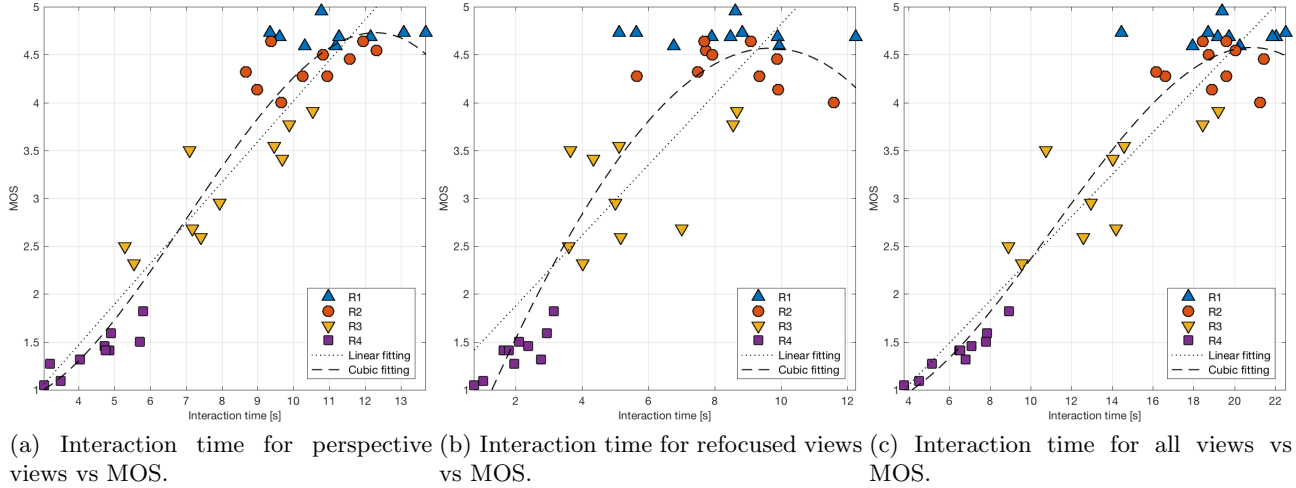 5
4.5
4
3.5
3
2.5
2
1.5
1
MOS
4 5 6 7 8 9 10 11 12 13
Interaction time [s]
R1
R2
R3
R4
Linear fitting
Cubic fitting
5
4.5
4
3.5
3
2.5
2
1.5
1
MOS
2 4 6 8 10 12
Interaction time [s]
R1
R2
R3
R4
Linear fitting
Cubic fitting
5
4.5
4
3.5
3
2.5
2
1.5
1
MOS
4 6 8 10 12 14 16 18 20 22
Interaction time [s]
R1
R2
R3
R4
Linear fitting
Cubic fitting
(a) Interaction time for perspective
views vs MOS.
(b) Interaction time for refocused views
vs MOS.
(c) Interaction time for all views vs
MOS.